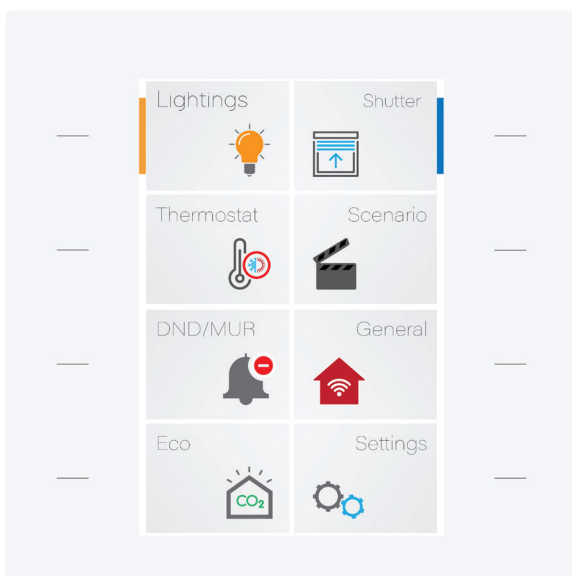 Lightings
Shutter
Thermostat
Scenario
DND/MUR
General
Eco
CO₂
Settings